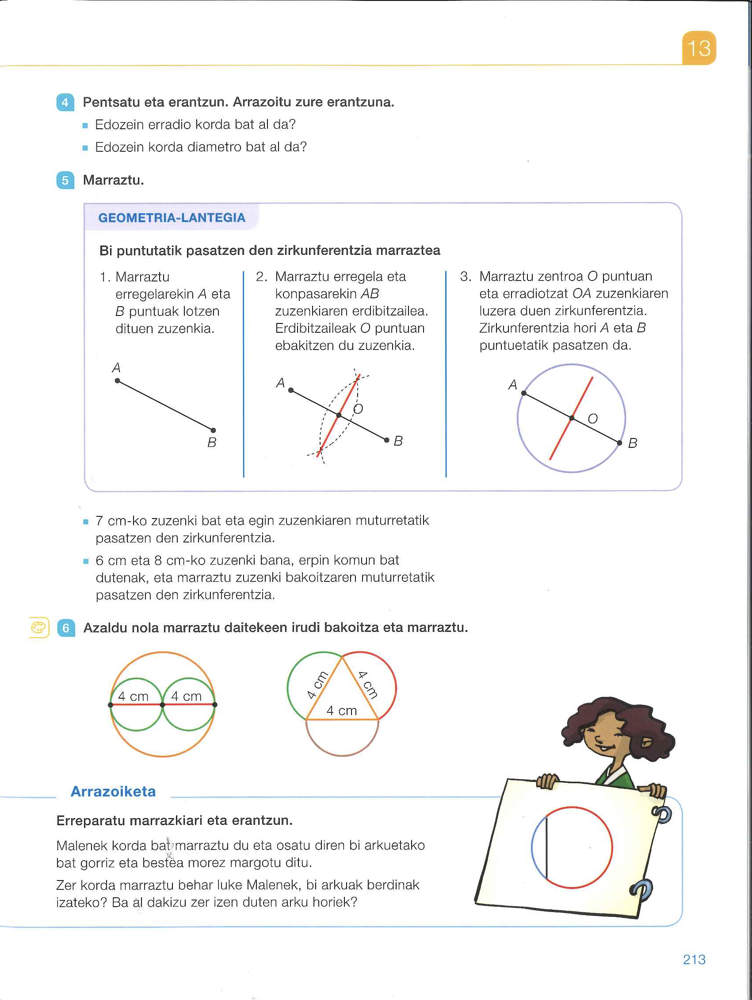 13
4 Pentsatu eta erantzun. Arrazoitu zure erantzuna.
Edozein erradio korda bat al da?
Edozein korda diametro bat al da?
5 Marraztu.
GEOMETRIA-LANTEGIA
Bi puntutatik pasatzen den zirkunferentzia marraztea
1. Marraztu
erregelarekin A eta
B puntuak lotzen
dituen zuzenkia.
A
B
2. Marraztu erregela eta
konpasarekin AB
zuzenkiaren erdibitzailea.
Erdibitzaileak O puntuan
ebakitzen du zuzenkia.
A
O
B
3. Marraztu zentroa O puntuan
eta erradiotzat OA zuzenkiaren
luzera duen zirkunferentzia.
Zirkunferentzia hori A eta B
puntuetatik pasatzen da.
A
O
B
7 cm-ko zuzenki bat eta egin zuzenkiaren muturretatik
pasatzen den zirkunferentzia.
6 cm eta 8 cm-ko zuzenki bana, erpin komun bat
dutenak, eta marraztu zuzenki bakoitzaren muturretatik
pasatzen den zirkunferentzia.
6 Azaldu nola marraztu daitekeen irudi bakoitza eta marraztu.
4 cm 4 cm
4 cm 4 cm
4 cm
Arrazoiketa
Erreparatu marrazkiari eta erantzun.
Malenek korda bat marraztu du eta osatu diren bi arkuetako
bat gorriz eta bestea morez margotu ditu.
Zer korda marraztu behar luke Malenek, bi arkuak berdinak
izateko? Ba al dakizu zer izen duten arku horiek?
213